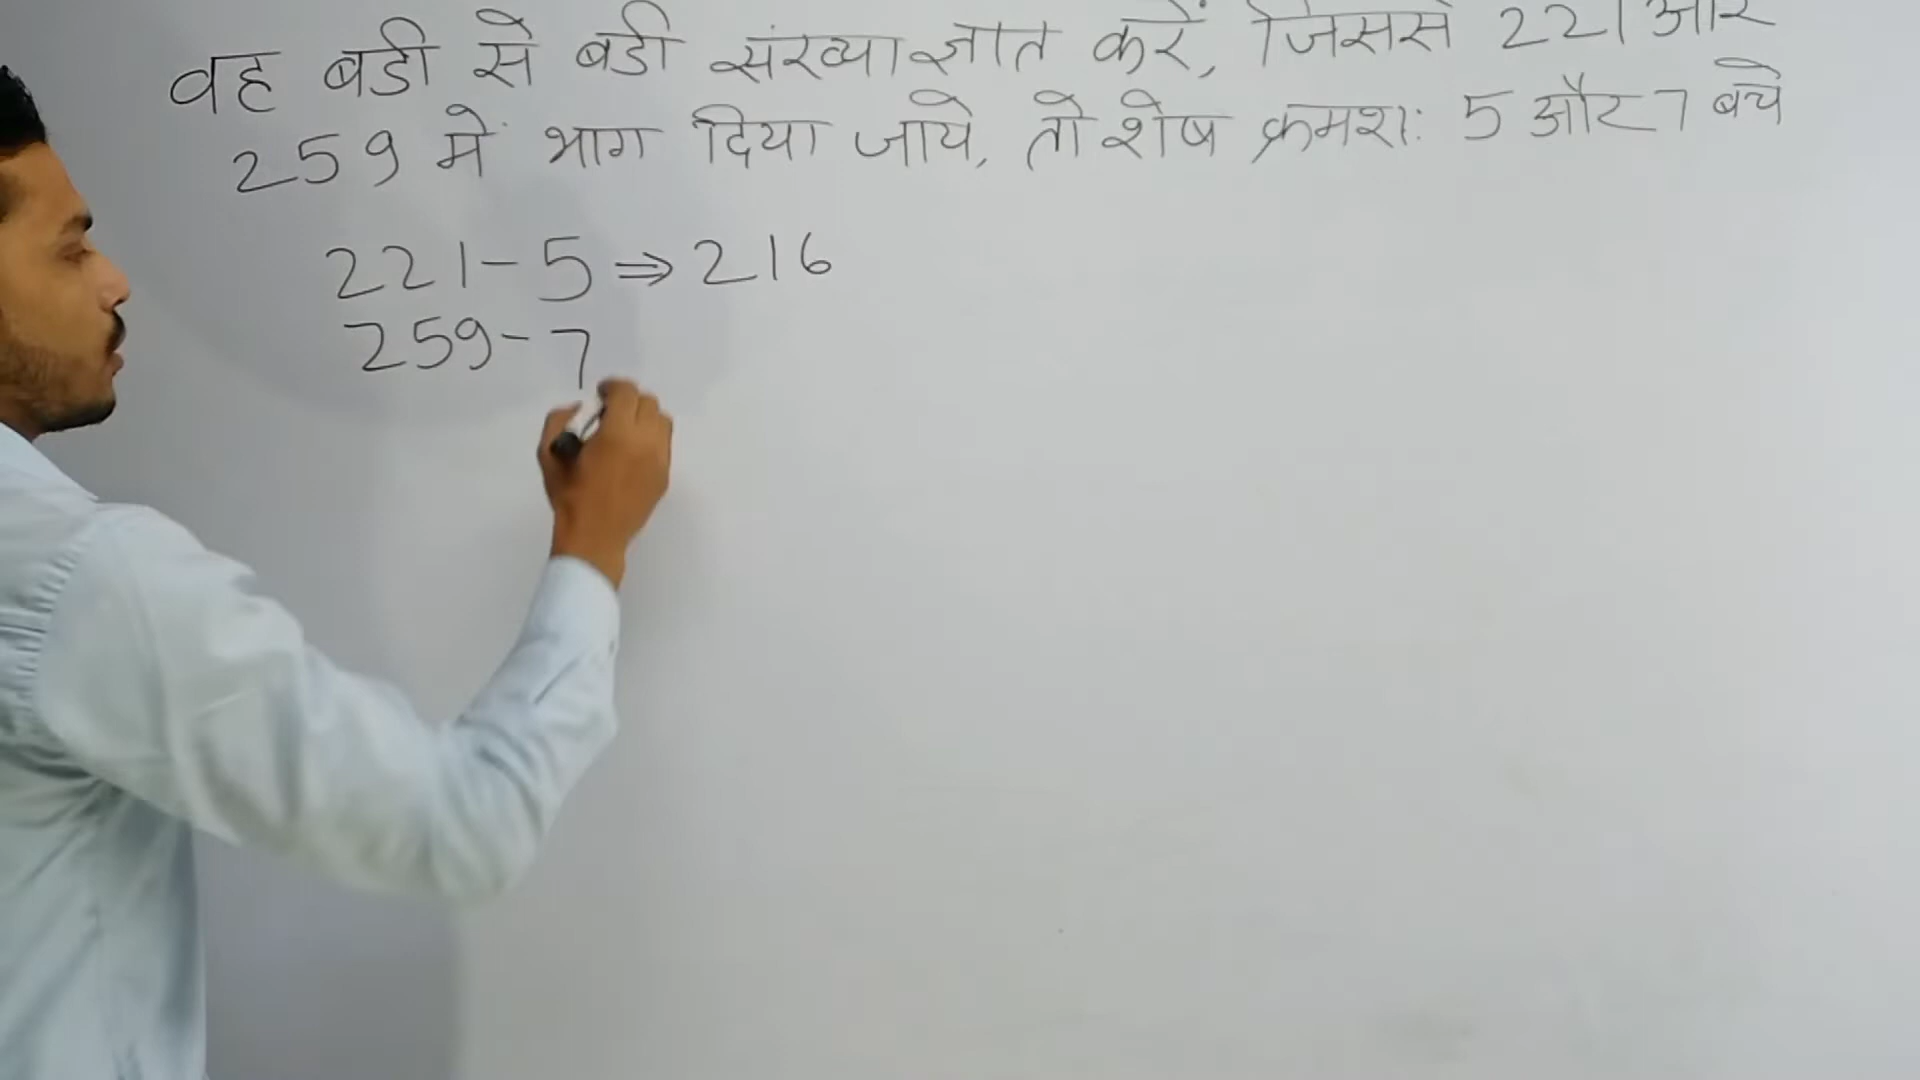 वह बडी से बडी संख्या ज्ञात करें, जिससे 221 और
259 में भाग दिया जाये, तो शेष क्रमश: 5 और 7 बचे
221 - 5 ⇒ 216
259 - 7